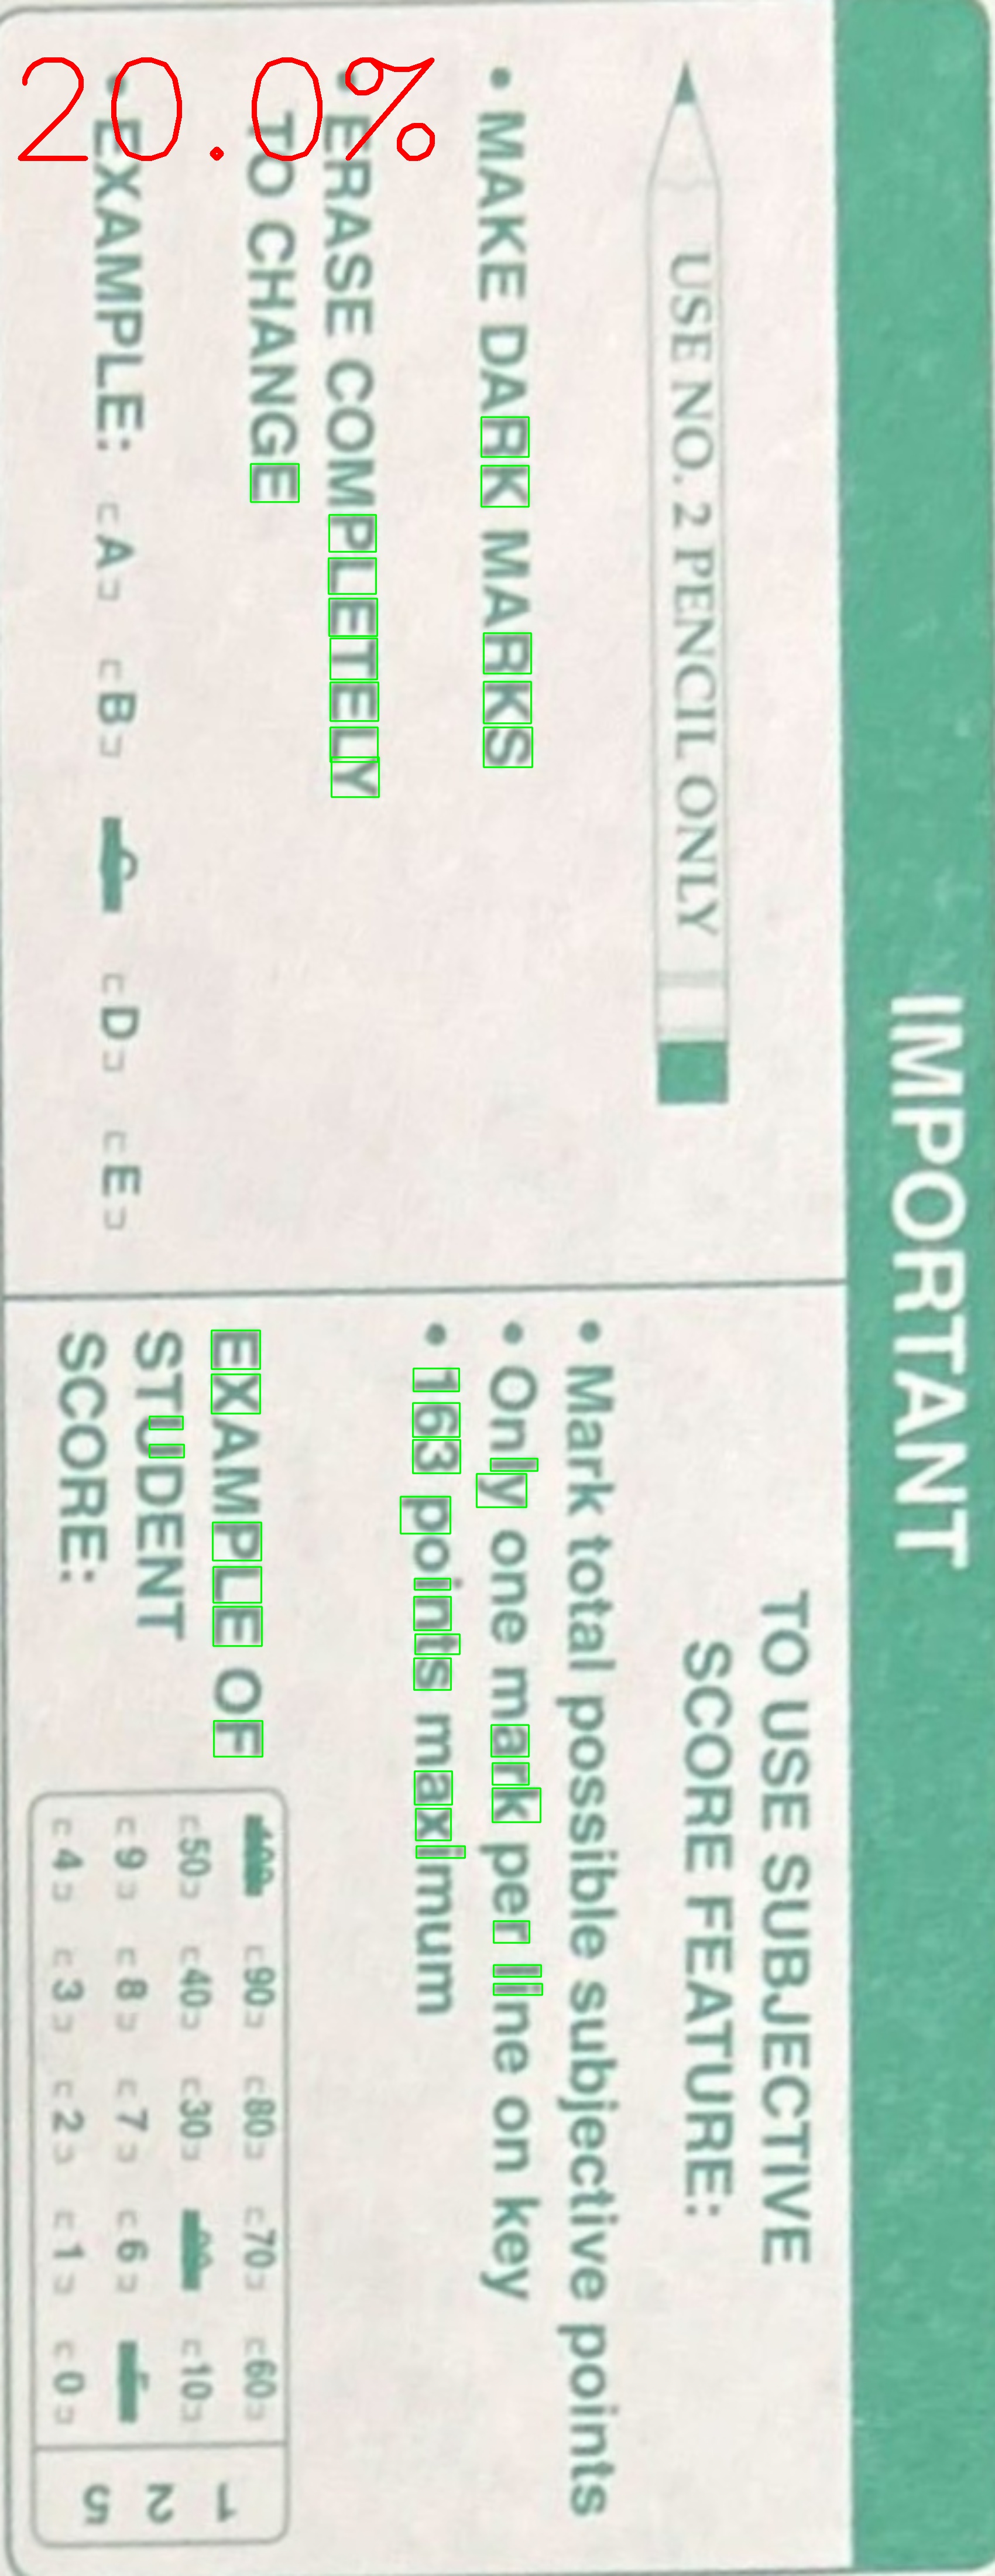 20.0%
IMPORTANT
USE NO. 2 PENCIL ONLY
• MAKE DARK MARKS
• ERASE COMPLETELY
TO CHANGE
• EXAMPLE: A B C D E
TO USE SUBJECTIVE
SCORE FEATURE:
• Mark total possible subjective points
• Only one mark per line on key
• 163 points maximum
EXAMPLE OF
STUDENT
SCORE:
90 80 70 60 1
50 40 30 10 2
9 8 7 6 5
4 3 2 1 0